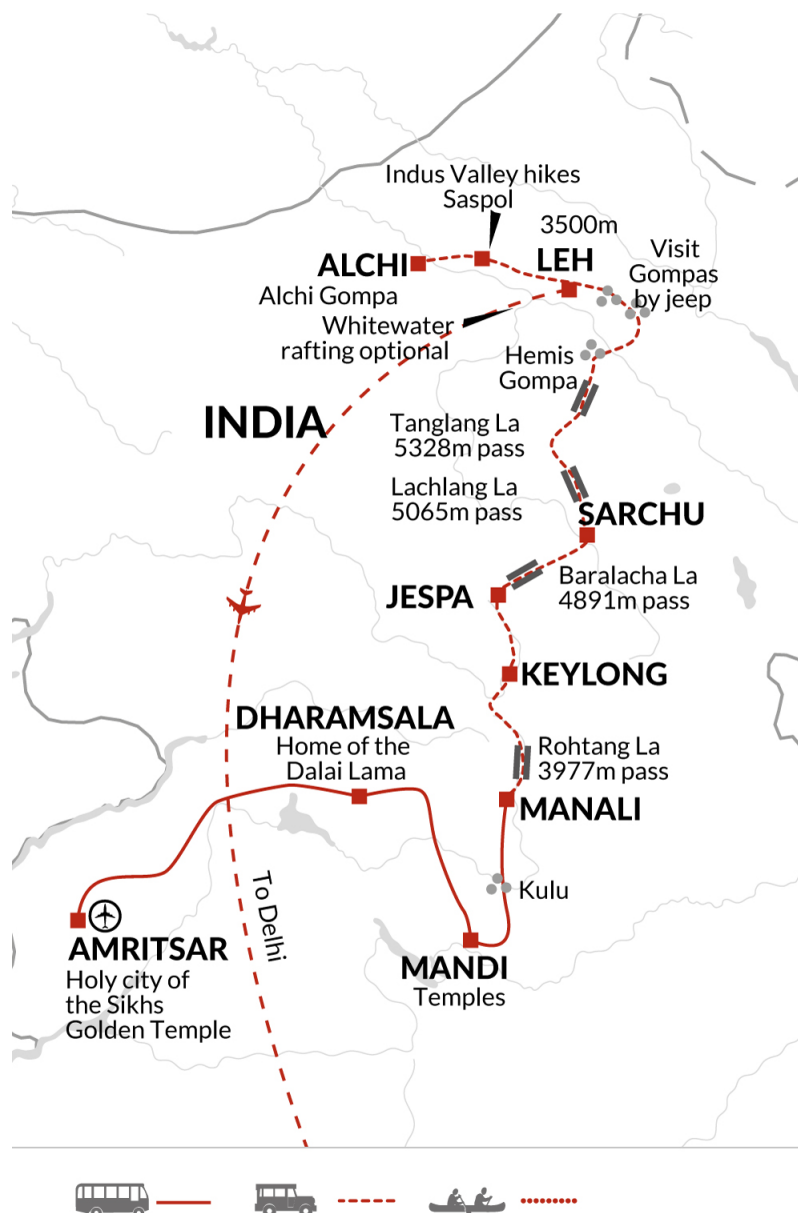 Indus Valley hikes
Saspol
3500m
LEH
Visit
Gompas
by jeep
ALCHI
Alchi Gompa
Whitewater
rafting optional
Hemis
Gompa
INDIA
Tanglang La
5328m pass
Lachlang La
5065m pass
SARCHU
Baralacha La
4891m pass
JESPA
KEYLONG
DHARAMSALA
Home of the
Dalai Lama
Rohtang La
3977m pass
MANALI
Kulu
To Delhi
AMRITSAR
Holy city of
the Sikhs
Golden Temple
MANDI
Temples